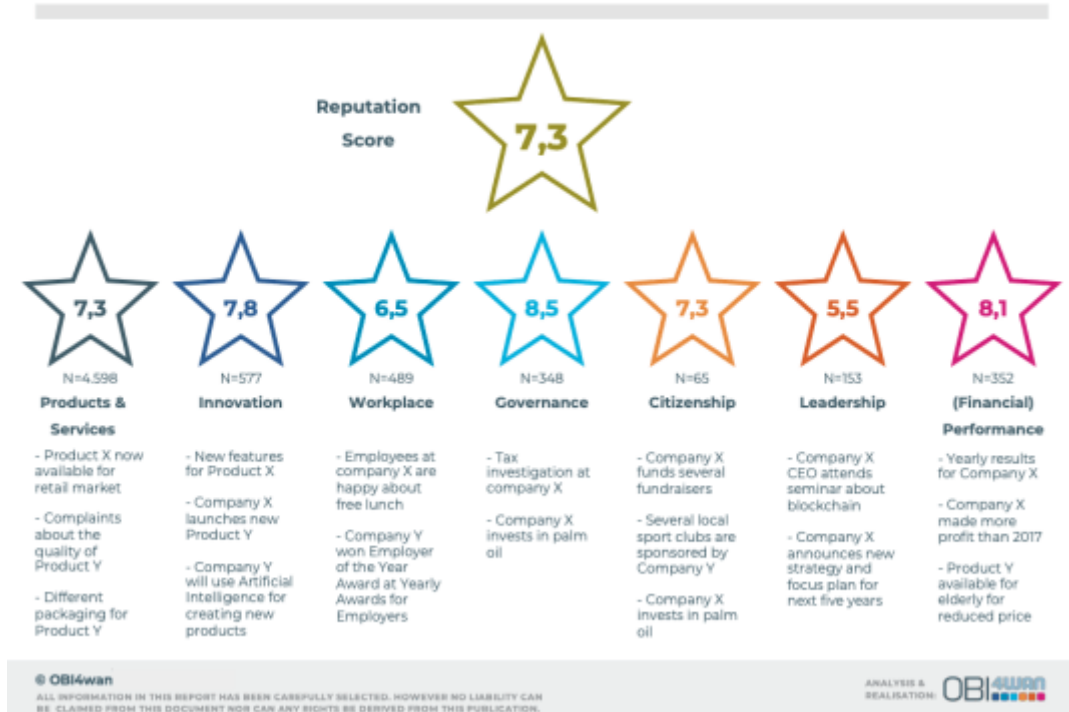 Reputation
Score
7,3
7,3
7,8
6,5
8,5
7,3
5,5
8,1
N=4.598
N=577
N=489
N=348
N=65
N=153
N=352
Products &
Services
Innovation
Workplace
Governance
Citizenship
Leadership
(Financial)
Performance
- Product X now
available for
retail market
- Complaints
about the
quality of
Product Y
- Different
packaging for
Product Y
- New features
for Product X
- Company X
launches new
Product Y
- Company Y
will use Artificial
Intelligence for
creating new
products
- Employees at
company X are
happy about
free lunch
- Company Y
won Employer
of the Year
Award at Yearly
Awards for
Employers
- Tax
investigation at
company X
- Company X
invests in palm
oil
- Company X
funds several
fundraisers
- Several local
sport clubs are
sponsored by
Company Y
- Company X
invests in palm
oil
- Company X
CEO attends
seminar about
blockchain
- Company X
announces new
strategy and
focus plan for
next five years
- Yearly results
for Company X
- Company X
made more
profit than 2017
- Product Y
available for
elderly for
reduced price
© OBI4wan
ALL INFORMATION IN THIS REPORT HAS BEEN CAREFULLY SELECTED. HOWEVER NO LIABILITY CAN
BE CLAIMED FROM THIS DOCUMENT NOR CAN ANY RIGHTS BE DERIVED FROM THIS PUBLICATION.
ANALYSIS &
REALISATION:
OBI4wan